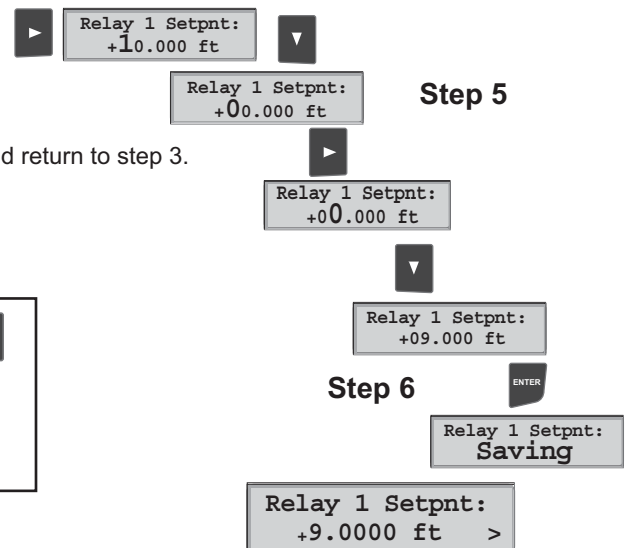 Relay 1 Setpnt:
+10.000 ft
Relay 1 Setpnt:
+00.000 ft
Step 5
d return to step 3.
Relay 1 Setpnt:
+00.000 ft
Relay 1 Setpnt:
+09.000 ft
Step 6
ENTER
Relay 1 Setpnt:
Saving
Relay 1 Setpnt:
+9.0000 ft >